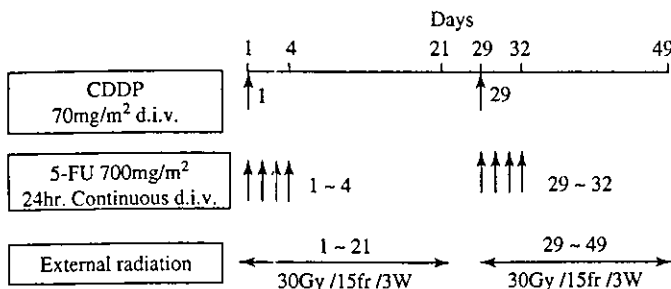 Days
1 4 21 29 32 49
CDDP
70mg/m² d.i.v.
1
29
5-FU 700mg/m²
24hr. Continuous d.i.v.
1 ~ 4
29 ~ 32
External radiation
1 ~ 21
30Gy /15fr /3W
29 ~ 49
30Gy /15fr /3W